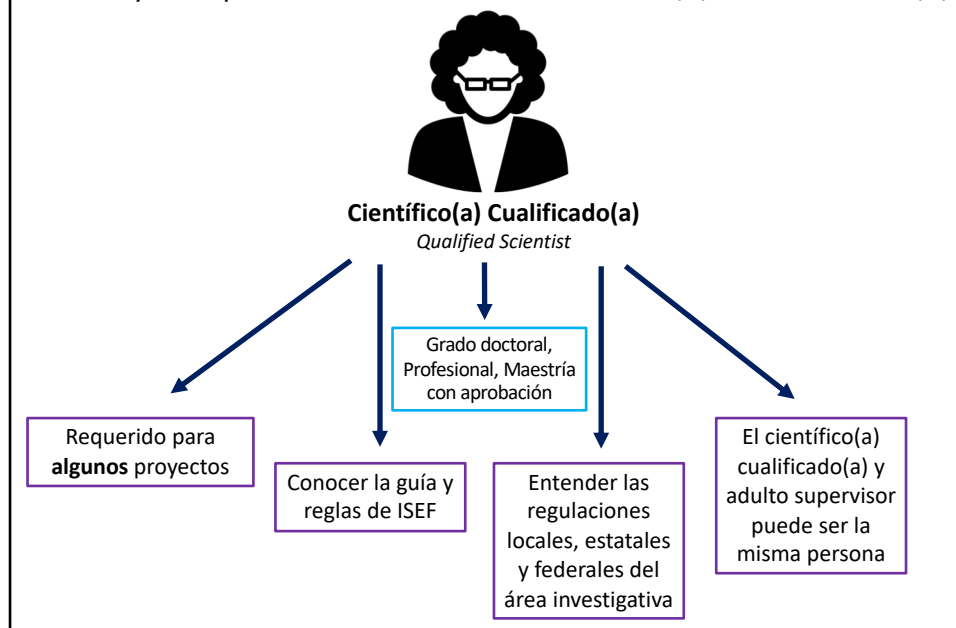 Científico(a) Cualificado(a)
Qualified Scientist
Grado doctoral,
Profesional, Maestría
con aprobación
Requerido para
algunos proyectos
Conocer la guía y
reglas de ISEF
Entender las
regulaciones
locales, estatales
y federales del
área investigativa
El científico(a)
cualificado(a) y
adulto supervisor
puede ser la
misma persona